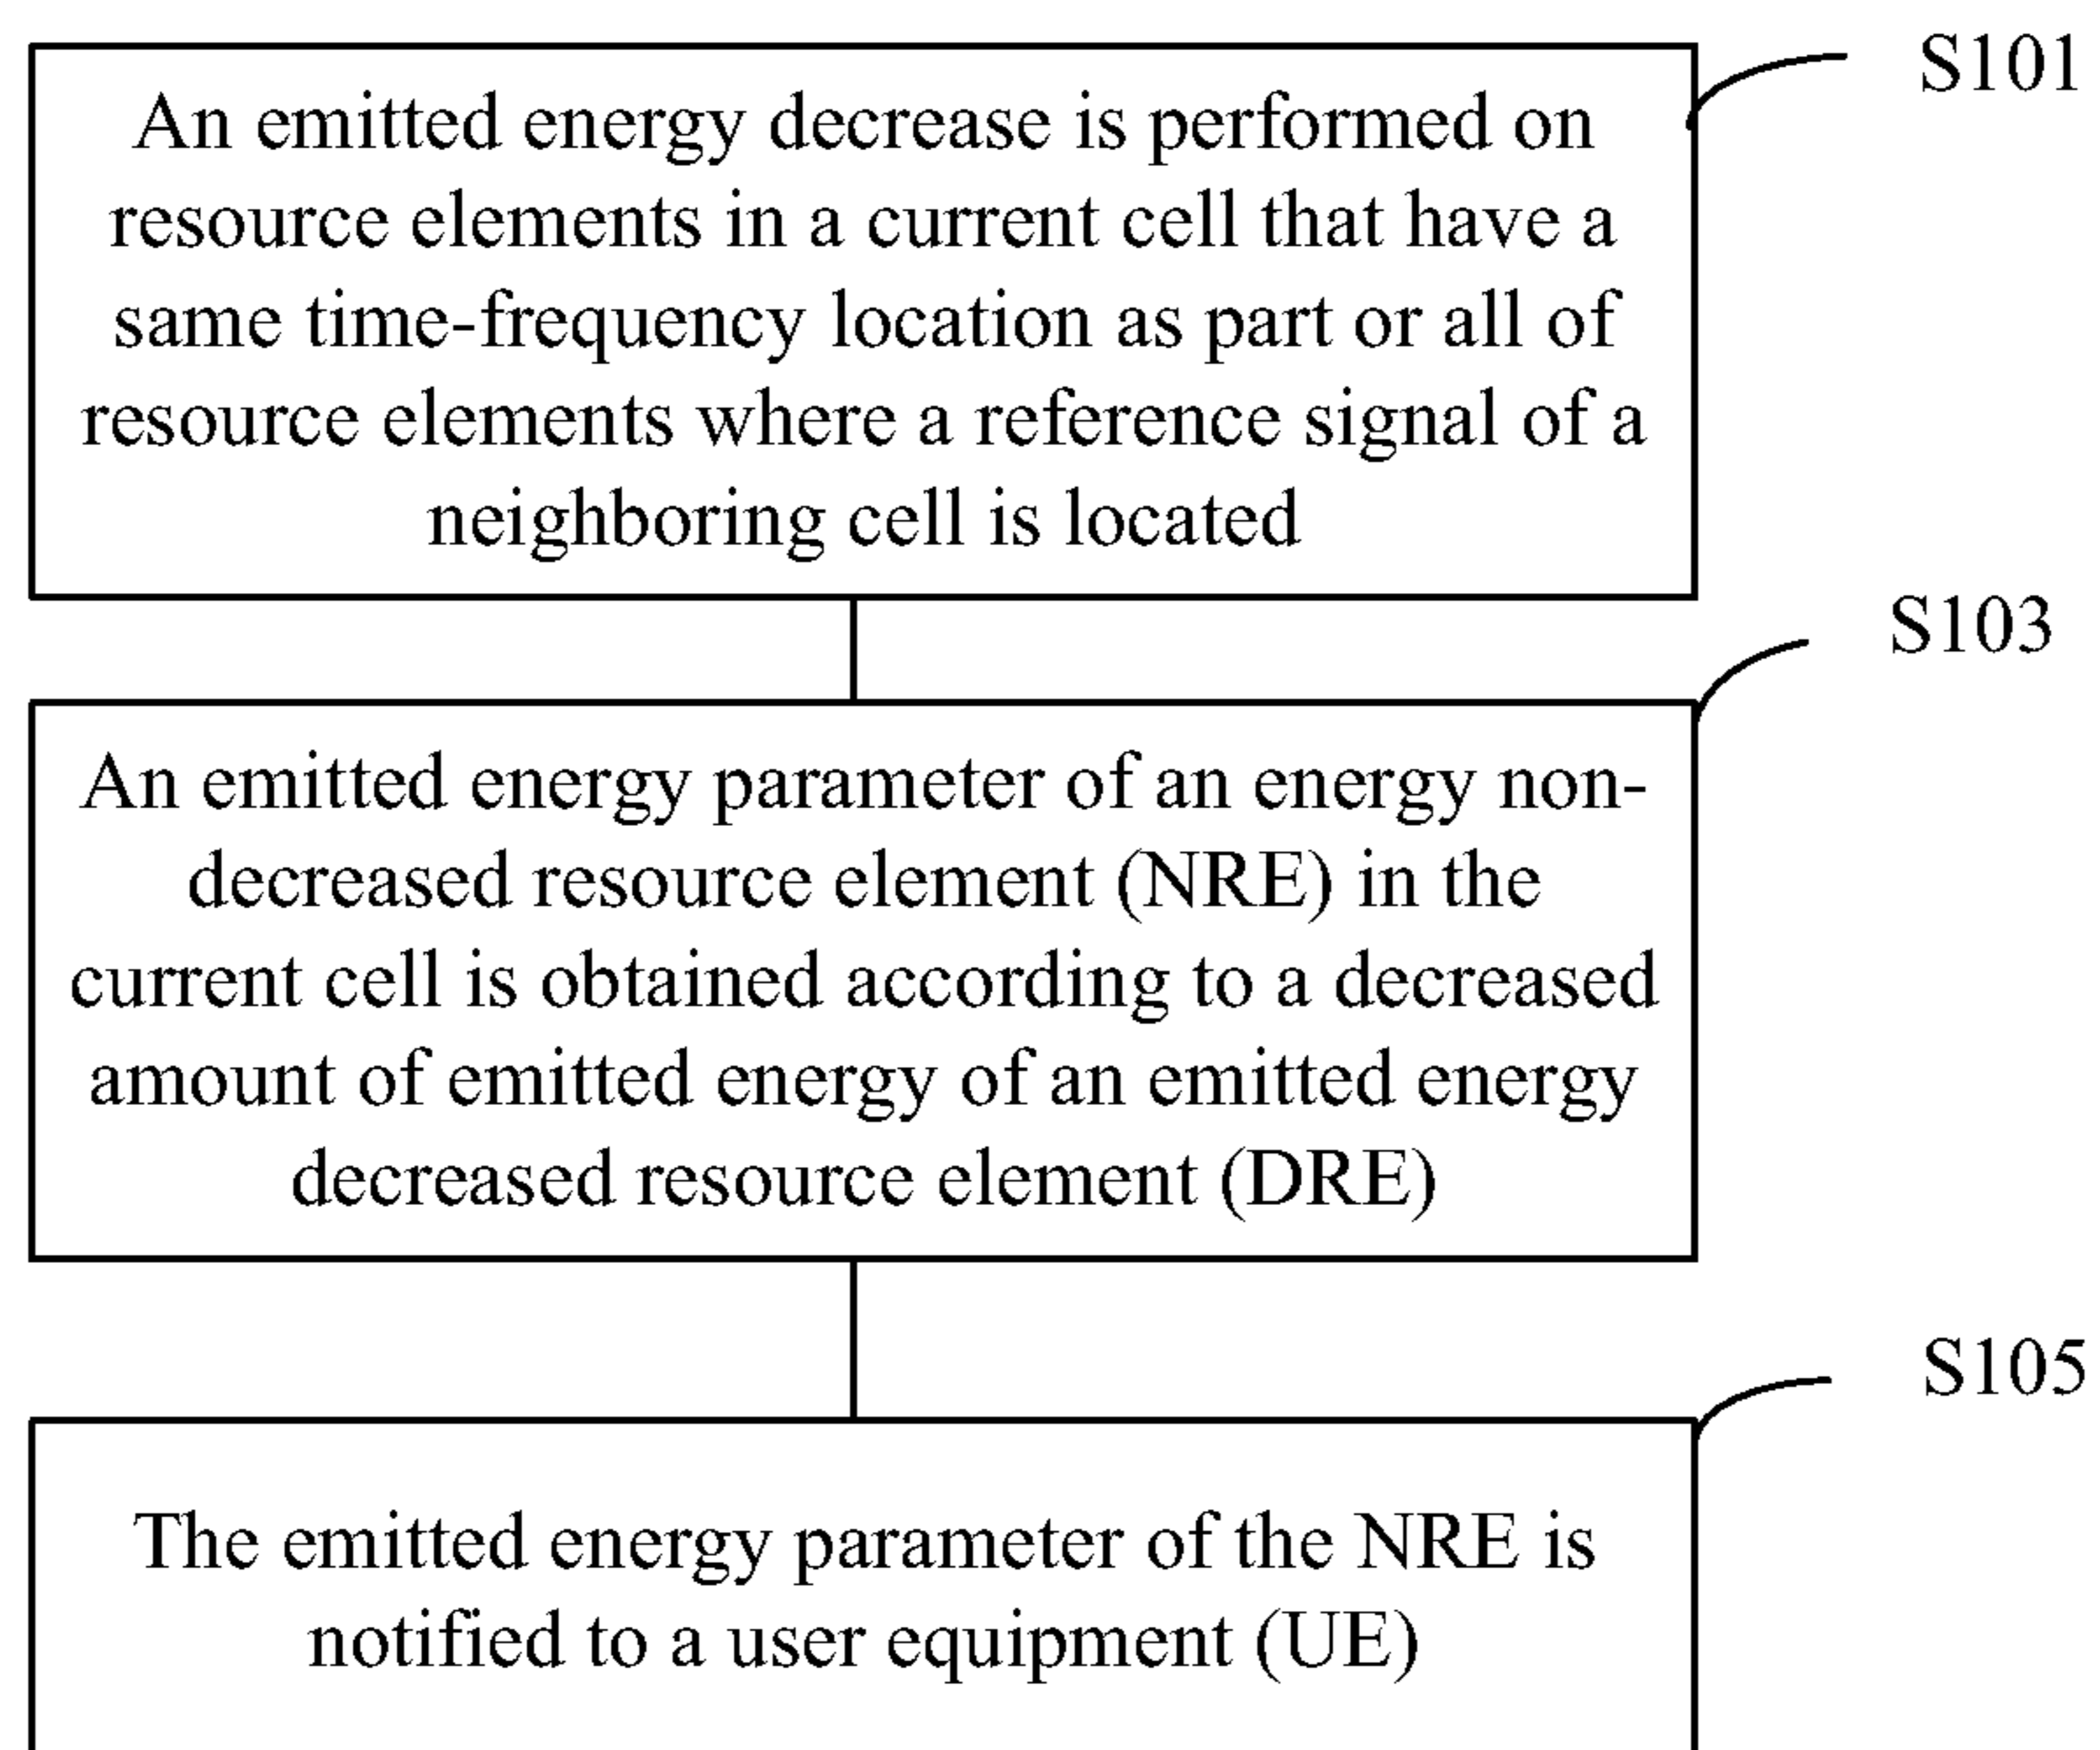 S101
An emitted energy decrease is performed on
resource elements in a current cell that have a
same time-frequency location as part or all of
resource elements where a reference signal of a
neighboring cell is located
S103
An emitted energy parameter of an energy non-
decreased resource element (NRE) in the
current cell is obtained according to a decreased
amount of emitted energy of an emitted energy
decreased resource element (DRE)
S105
The emitted energy parameter of the NRE is
notified to a user equipment (UE)